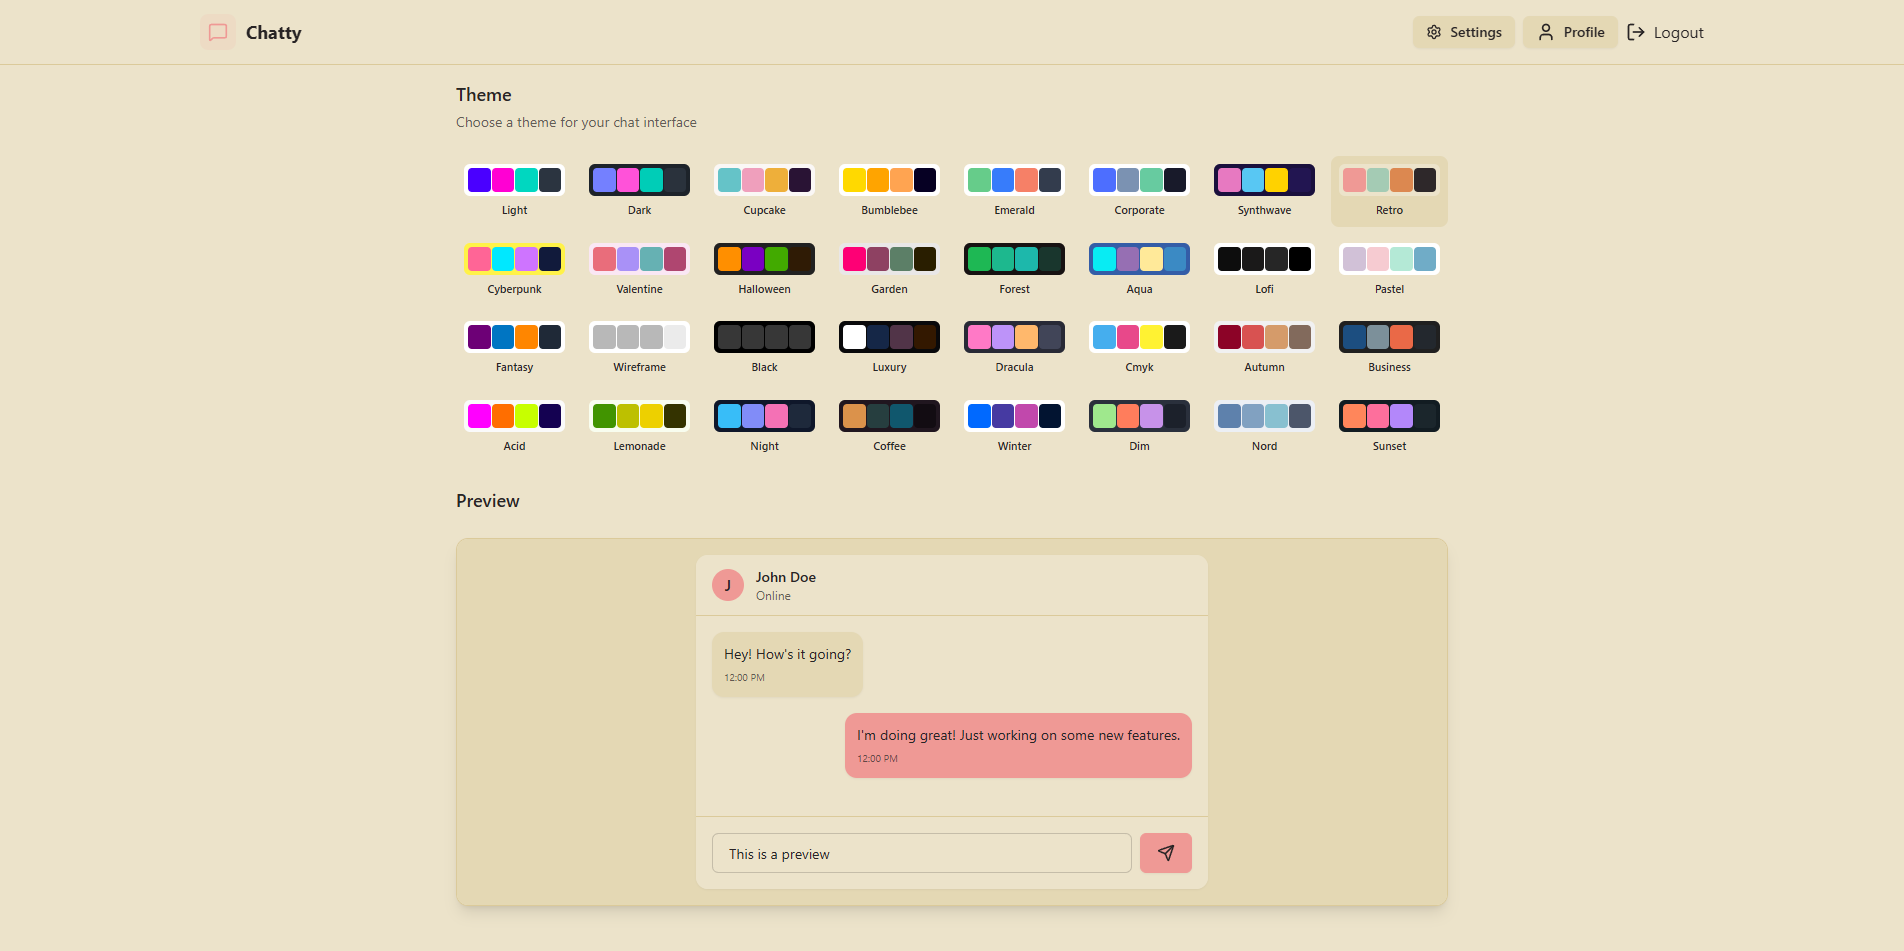 Chatty
Settings Profile Logout
Theme
Choose a theme for your chat interface
Light Dark Cupcake Bumblebee Emerald Corporate Synthwave Retro
Cyberpunk Valentine Halloween Garden Forest Aqua Lofi Pastel
Fantasy Wireframe Black Luxury Dracula Cmyk Autumn Business
Acid Lemonade Night Coffee Winter Dim Nord Sunset
Preview
J
John Doe
Online
Hey! How's it going?
12:00 PM
I'm doing great! Just working on some new features.
12:00 PM
This is a preview